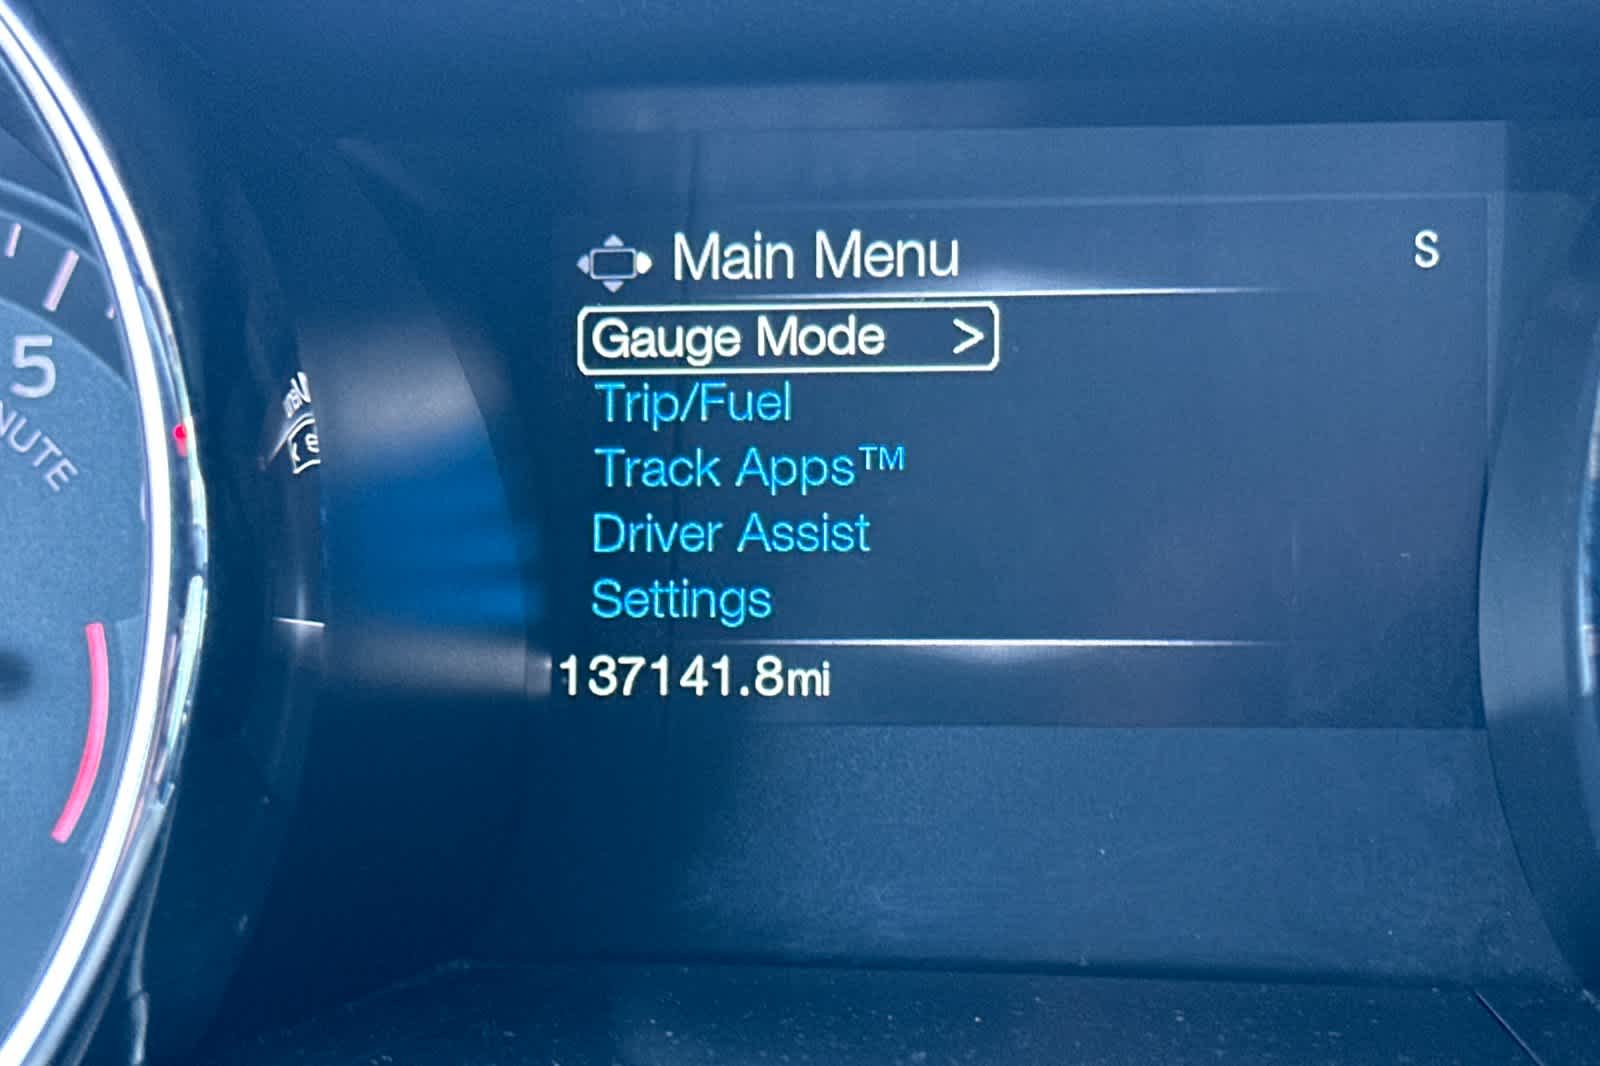 Main Menu
S
Gauge Mode >
Trip/Fuel
Track Apps™
Driver Assist
Settings
137141.8mi
5